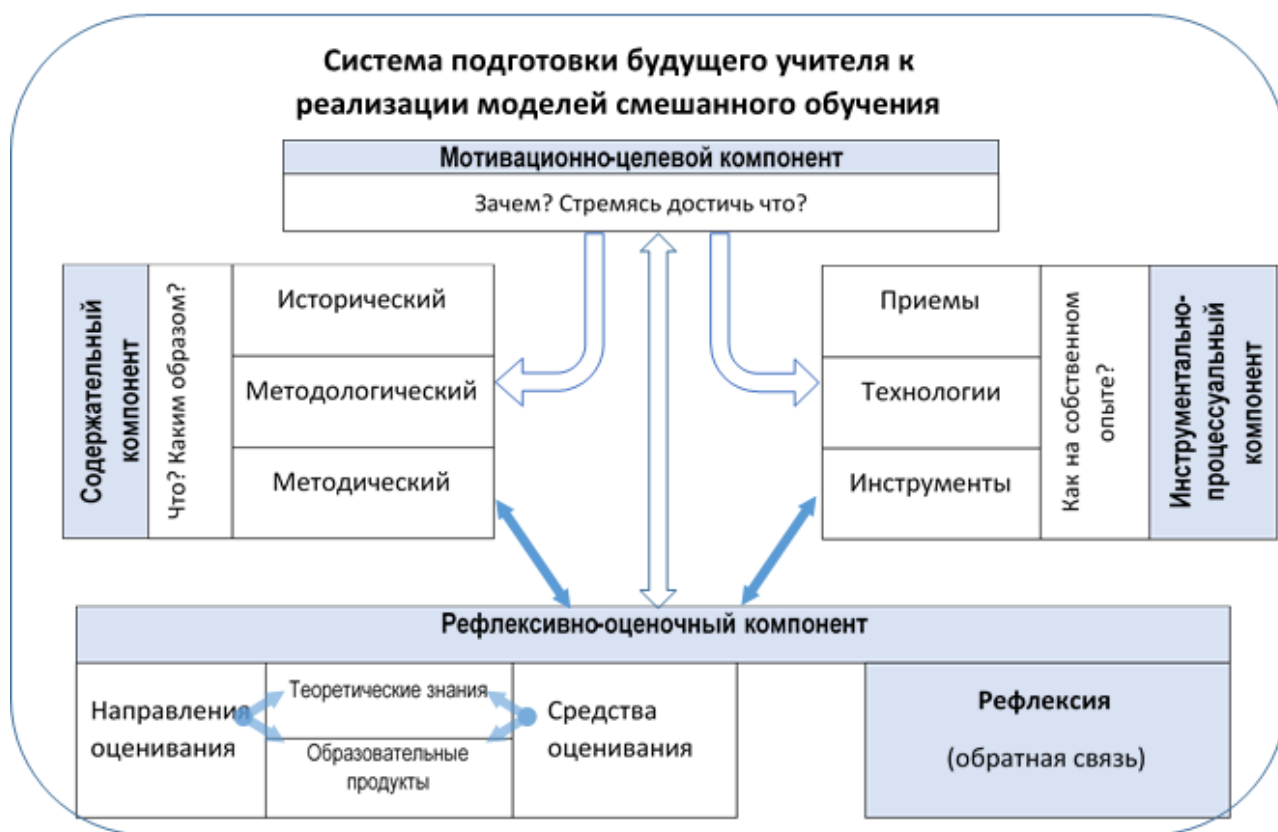 Система подготовки будущего учителя к
реализации моделей смешанного обучения
Мотивационно-целевой компонент
Зачем? Стремясь достичь что?
Содержательный
компонент
Что? Каким образом?
Исторический
Методологический
Методический
Приемы
Технологии
Инструменты
Как на собственном
опыте?
Инструментально-
процессуальный
компонент
Рефлексивно-оценочный компонент
Направления
оценивания
Теоретические знания
Образовательные
продукты
Средства
оценивания
Рефлексия
(обратная связь)